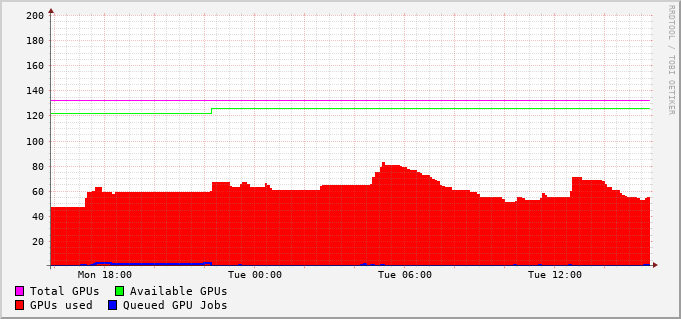 200
180
160
140
120
100
80
60
40
20
Mon 18:00 Tue 00:00 Tue 06:00 Tue 12:00
Total GPUs Available GPUs
GPUs used Queued GPU Jobs
RRDTOOL / TOBI OETIKER